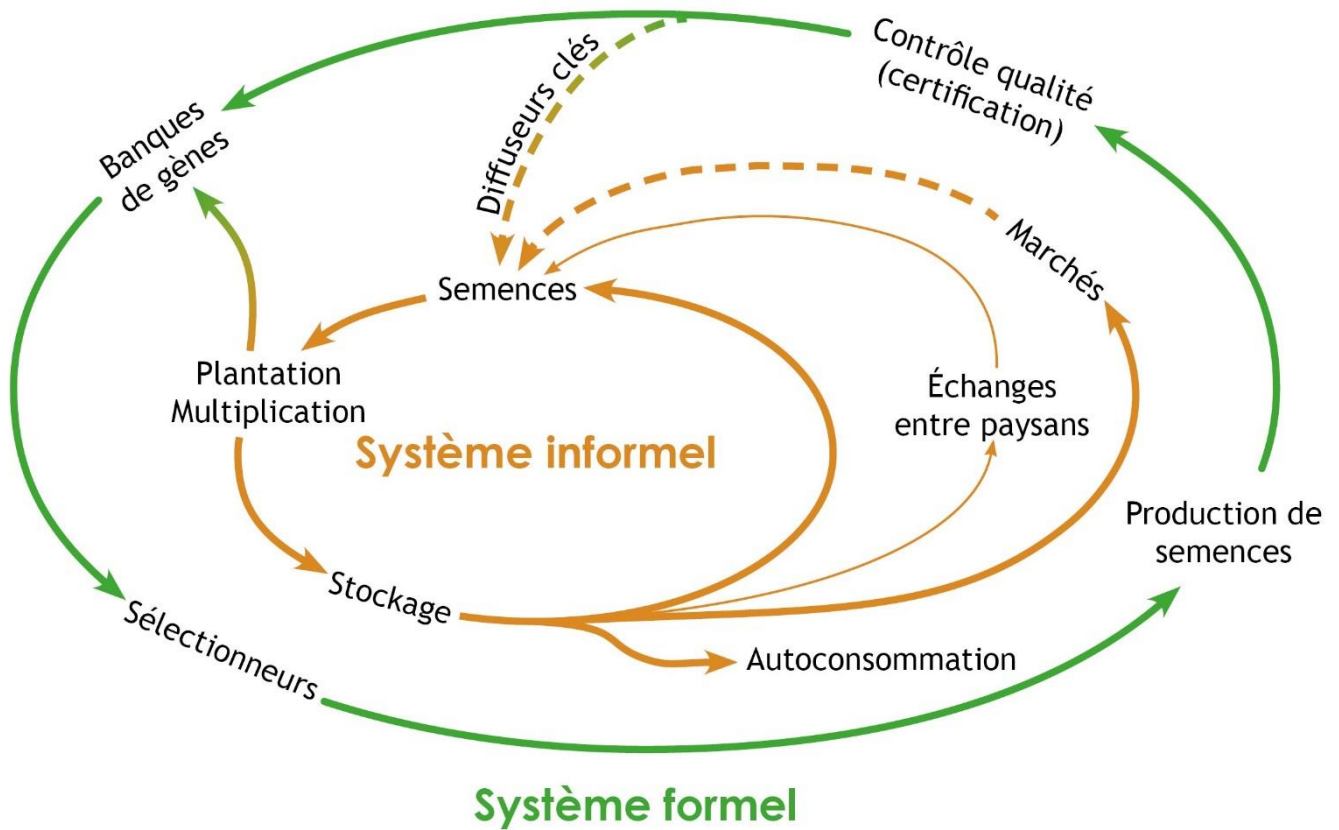 Contrôle qualité
(certification)
Diffuseurs clés
Banques
de gènes
Marchés
Semences
Plantation
Multiplication
Échanges
entre paysans
Système informel
Production de
semences
Stockage
Sélectionneurs
Autoconsommation
Système formel